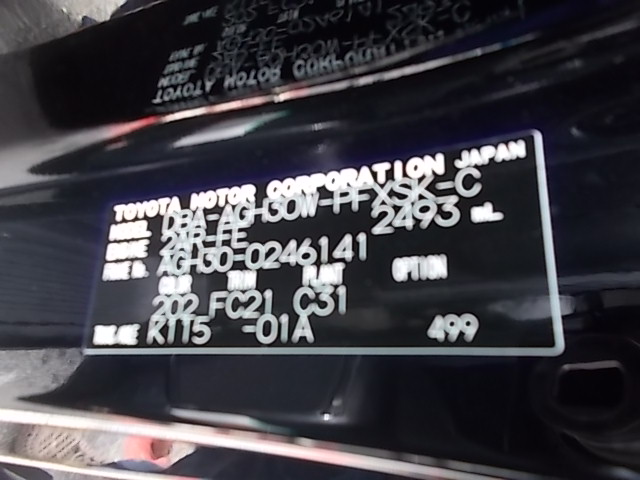 TOYOTA MOTOR CORPORATION JAPAN
MODEL DBA-AGH30W-PFXSK-C
ENGINE 2AR-FE 2493 mL
FRAME No. AGH30-0246141
COLOR TRIM PLANT OPTION
202 FC21 C31
K115 -01A 499